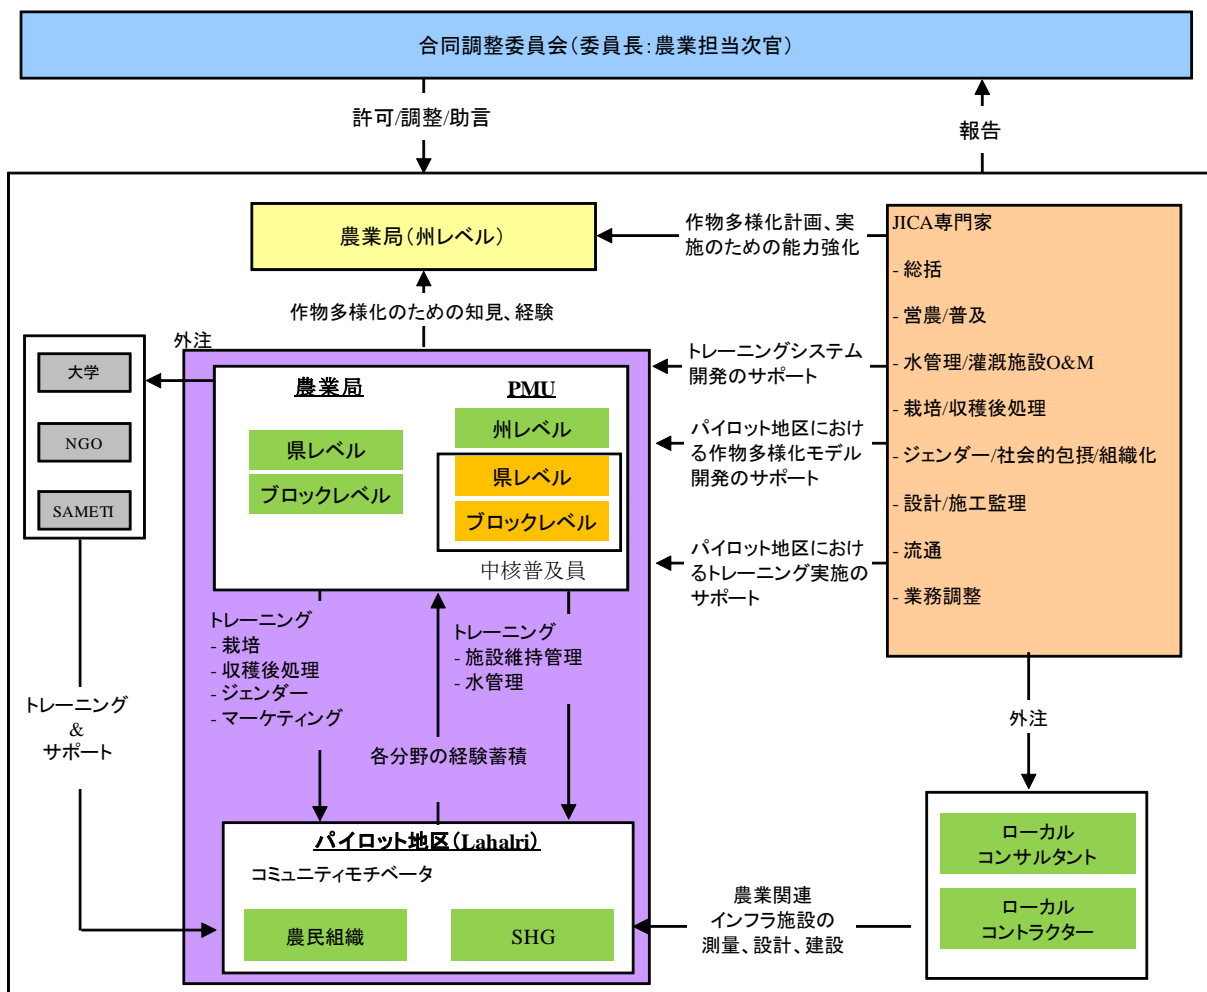 合同調整委員会(委員長:農業担当次官)
許可/調整/助言
報告
農業局(州レベル)
作物多様化計画、実
施のための能力強化
JICA専門家
- 総括
- 営農/普及
- 水管理/灌漑施設O&M
- 栽培/収穫後処理
- ジェンダー/社会的包摂/組織化
- 設計/施工監理
- 流通
- 業務調整
作物多様化のための知見、経験
外注
大学
NGO
SAMETI
農業局
県レベル
ブロックレベル
PMU
州レベル
県レベル
ブロックレベル
中核普及員
トレーニングシステム
開発のサポート
パイロット地区におけ
る作物多様化モデル
開発のサポート
パイロット地区におけ
るトレーニング実施の
サポート
トレーニング
- 栽培
- 収穫後処理
- ジェンダー
- マーケティング
トレーニング
- 施設維持管理
- 水管理
各分野の経験蓄積
トレーニング
&
サポート
外注
パイロット地区(Lahalri)
コミュニティモチベータ
農民組織
SHG
農業関連
インフラ施設の
測量、設計、建設
ローカル
コンサルタント
ローカル
コントラクター